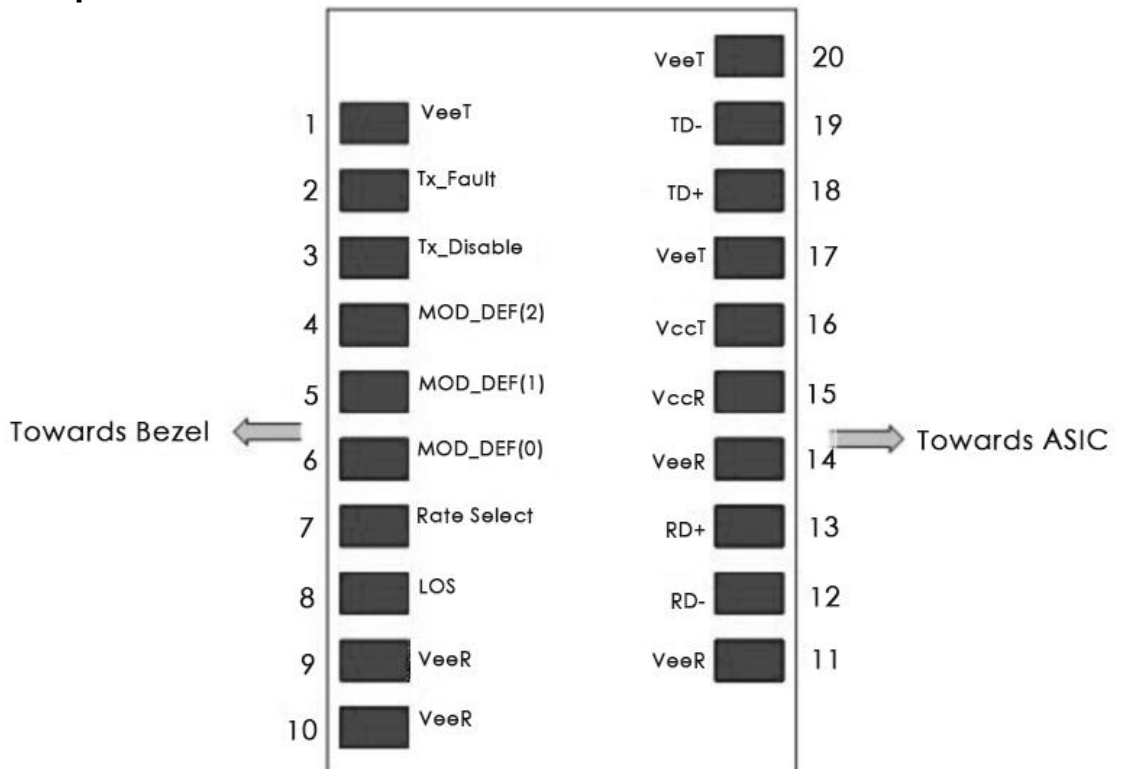 VeeT 20
1 VeeT TD- 19
2 Tx_Fault TD+ 18
3 Tx_Disable VeeT 17
4 MOD_DEF(2) VccT 16
5 MOD_DEF(1) VccR 15
Towards Bezel Towards ASIC
6 MOD_DEF(0) VeeR 14
7 Rate Select RD+ 13
8 LOS RD- 12
9 VeeR VeeR 11
10 VeeR